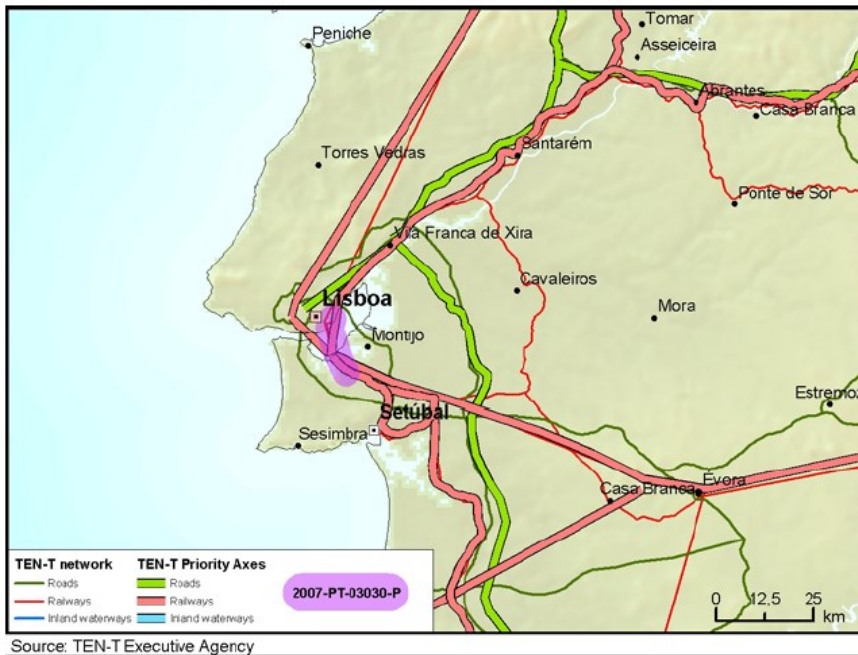 Tomar
Peniche
Asseiceira
Abrantes
Casa Branca
Santarém
Torres Vedras
Ponte de Sor
Vila Franca de Xira
Cavaleiros
Lisboa
Mora
Montijo
Estremoz
Setúbal
Sesimbra
Évora
Casa Branca
TEN-T network
Roads
Railways
Inland waterways
TEN-T Priority Axes
Roads
Railways
Inland waterways
2007-PT-03030-P
0 12,5 25
km
Source: TEN-T Executive Agency